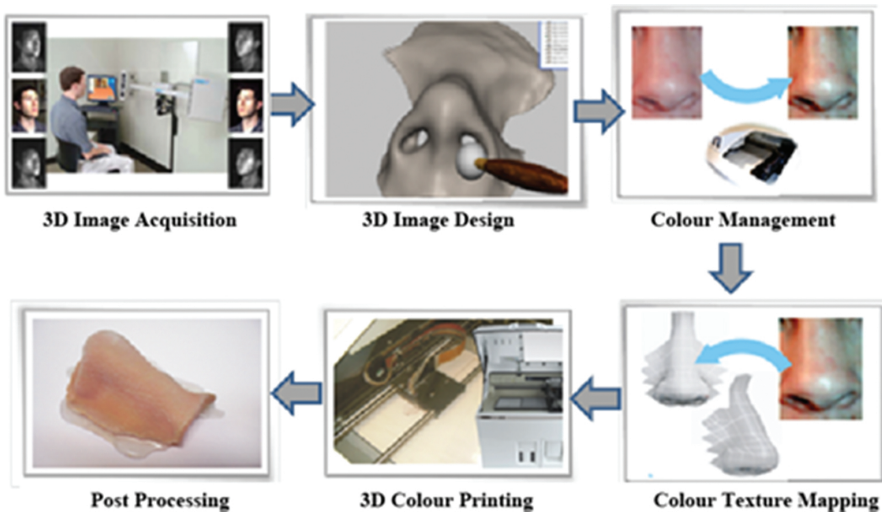 3D Image Acquisition
3D Image Design
Colour Management
Colour Texture Mapping
3D Colour Printing
Post Processing